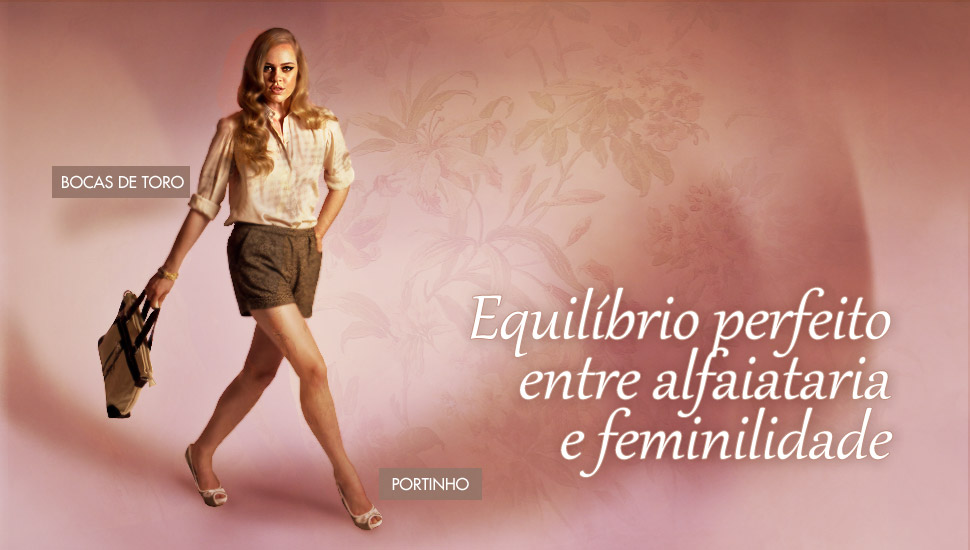 BOCAS DE TORO
Equilíbrio perfeito
entre alfaiataria
e feminilidade
PORTINHO